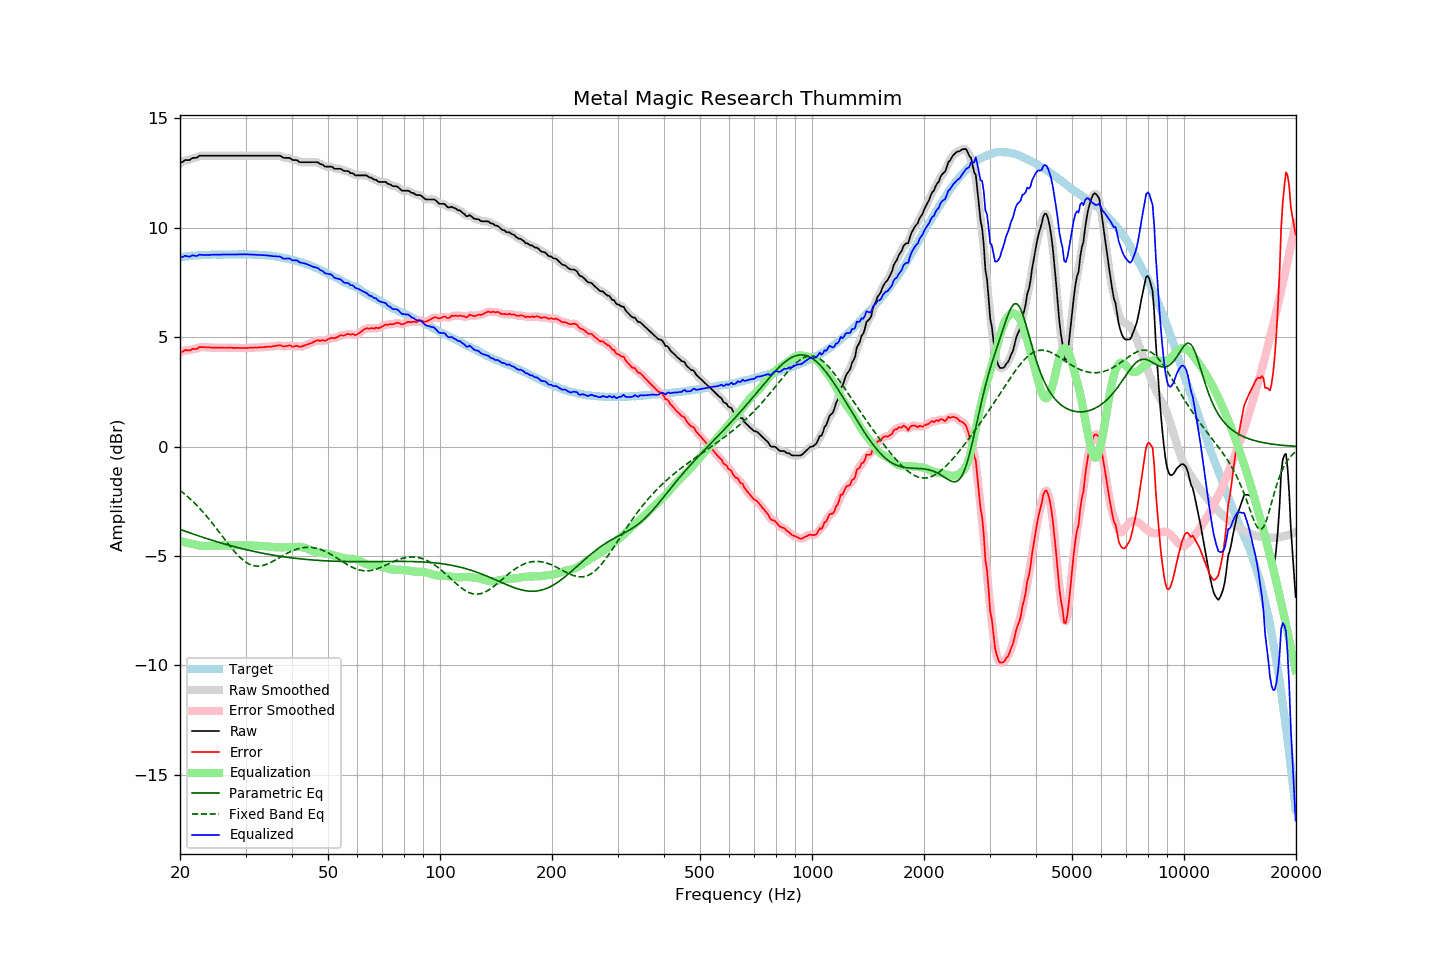 Metal Magic Research Thummim
15
10
5
0
−5
−10
−15
Amplitude (dBr)
Target
Raw Smoothed
Error Smoothed
Raw
Error
Equalization
Parametric Eq
Fixed Band Eq
Equalized
20 50 100 200 500 1000 2000 5000 10000 20000
Frequency (Hz)